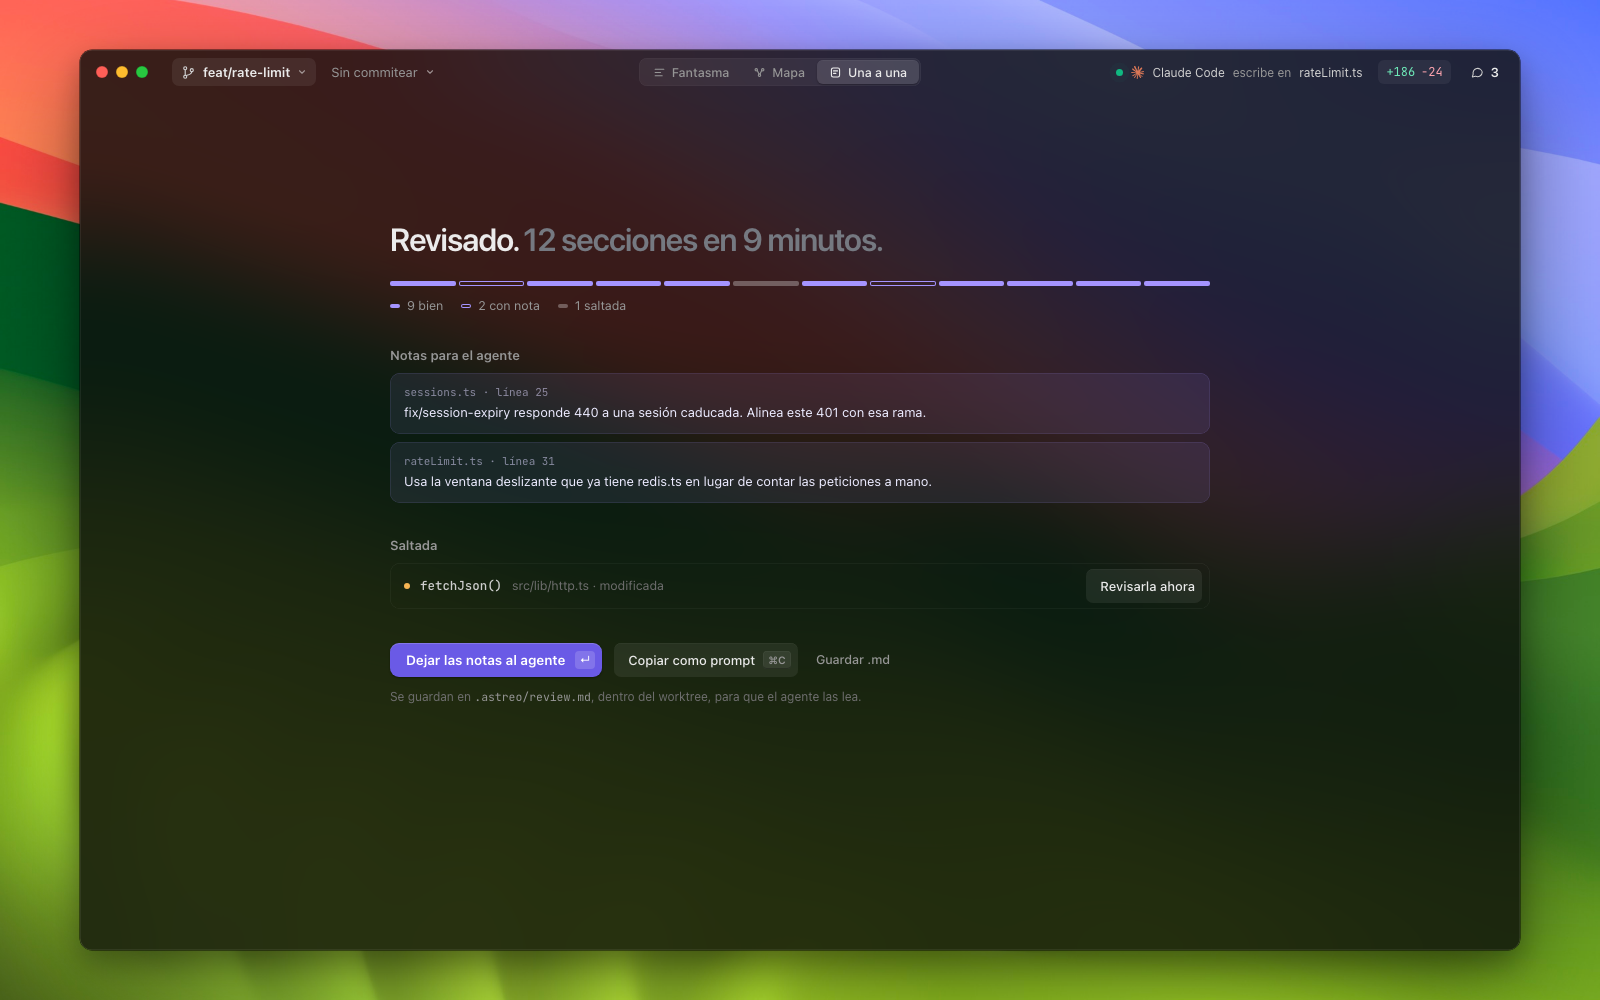 feat/rate-limit
Sin commitear
Fantasma
Mapa
Una a una
Claude Code escribe en rateLimit.ts
+186 -24
3
Revisado. 12 secciones en 9 minutos.
9 bien
2 con nota
1 saltada
Notas para el agente
sessions.ts · línea 25
fix/session-expiry responde 440 a una sesión caducada. Alinea este 401 con esa rama.
rateLimit.ts · línea 31
Usa la ventana deslizante que ya tiene redis.ts en lugar de contar las peticiones a mano.
Saltada
fetchJson() src/lib/http.ts · modificada
Revisarla ahora
Dejar las notas al agente ↵
Copiar como prompt ⌘C
Guardar .md
Se guardan en .astreo/review.md, dentro del worktree, para que el agente las lea.